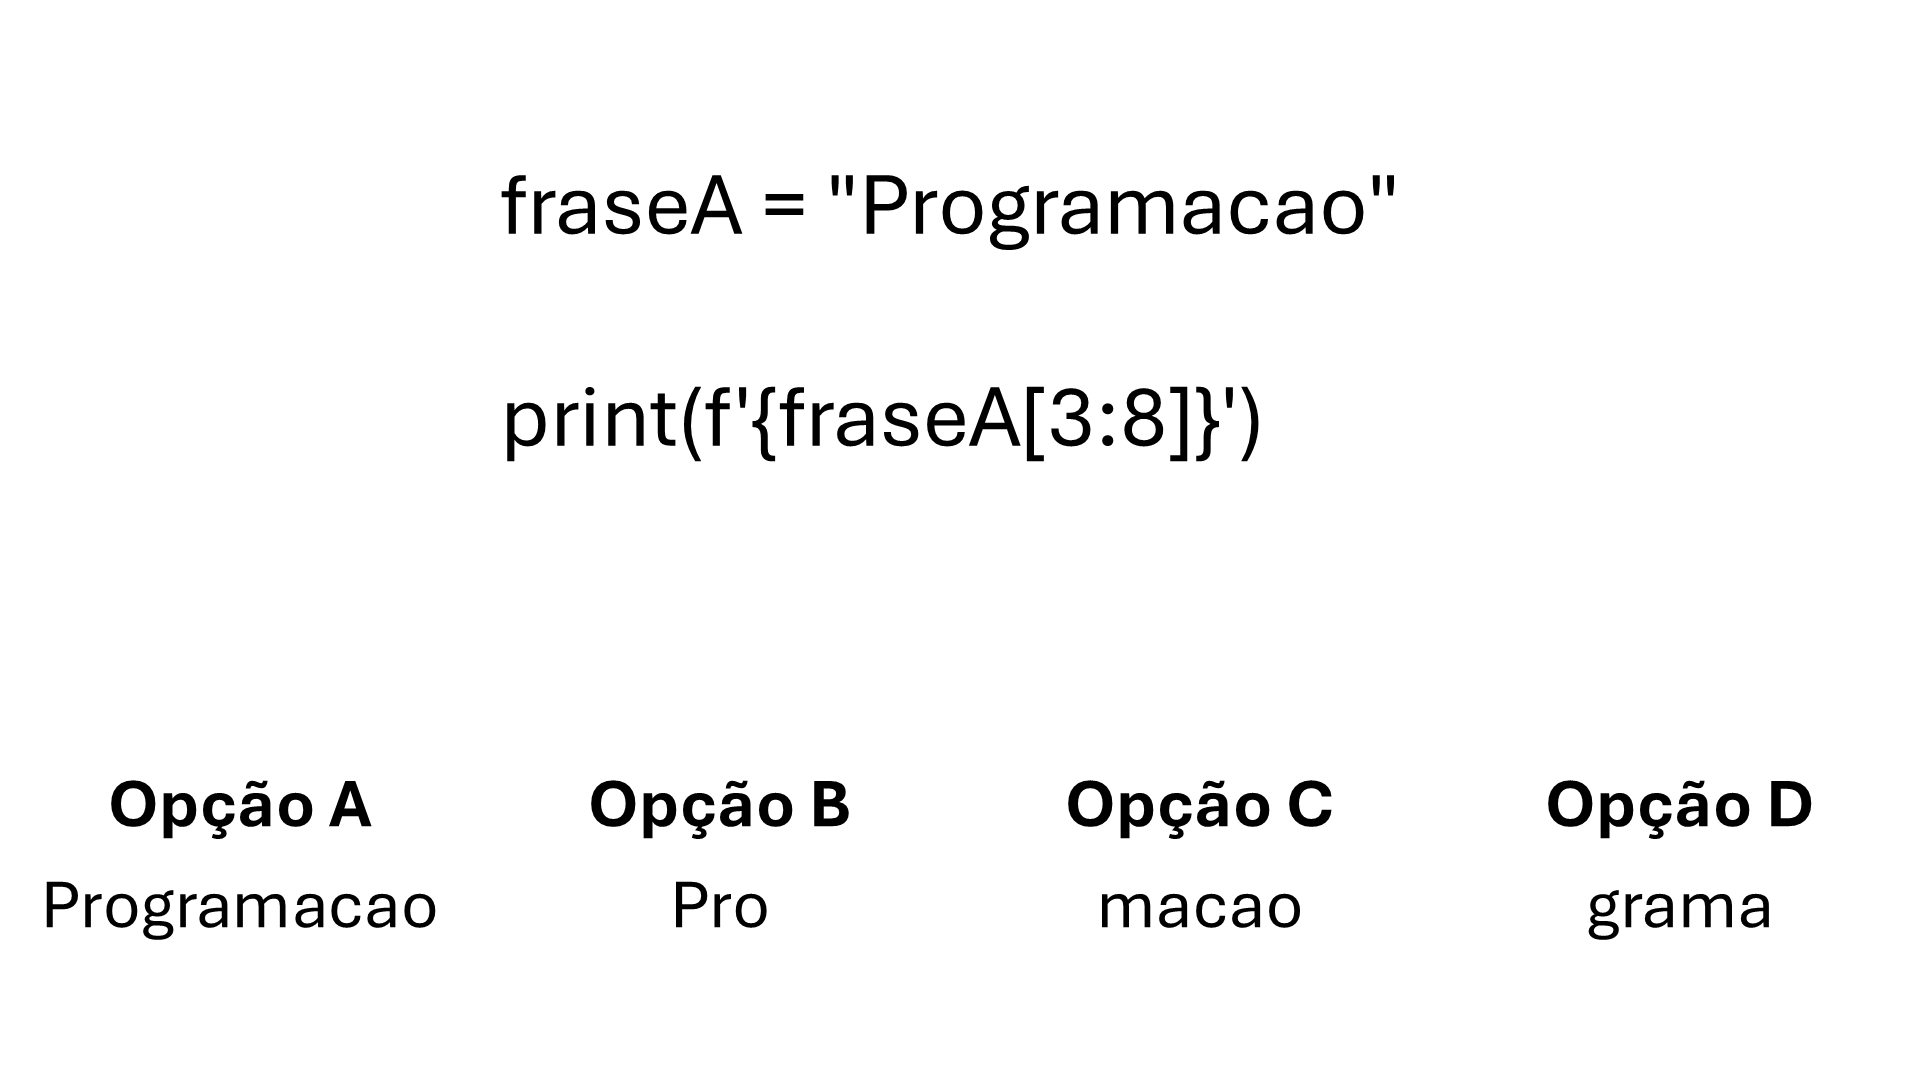 fraseA = "Programacao"
print(f'{fraseA[3:8]}')
Opção A
Opção B
Opção C
Opção D
Programacao
Pro
macao
grama